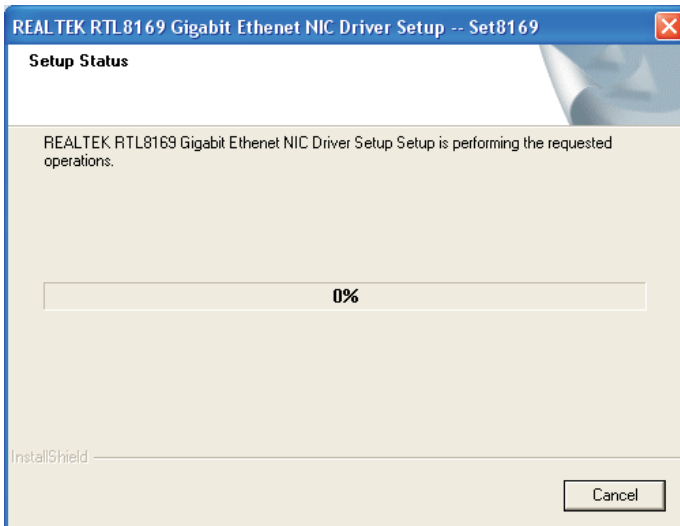 REALTEK RTL8169 Gigabit Ethenet NIC Driver Setup -- Set8169
Setup Status
REALTEK RTL8169 Gigabit Ethenet NIC Driver Setup Setup is performing the requested
operations.
0%
InstallShield
Cancel